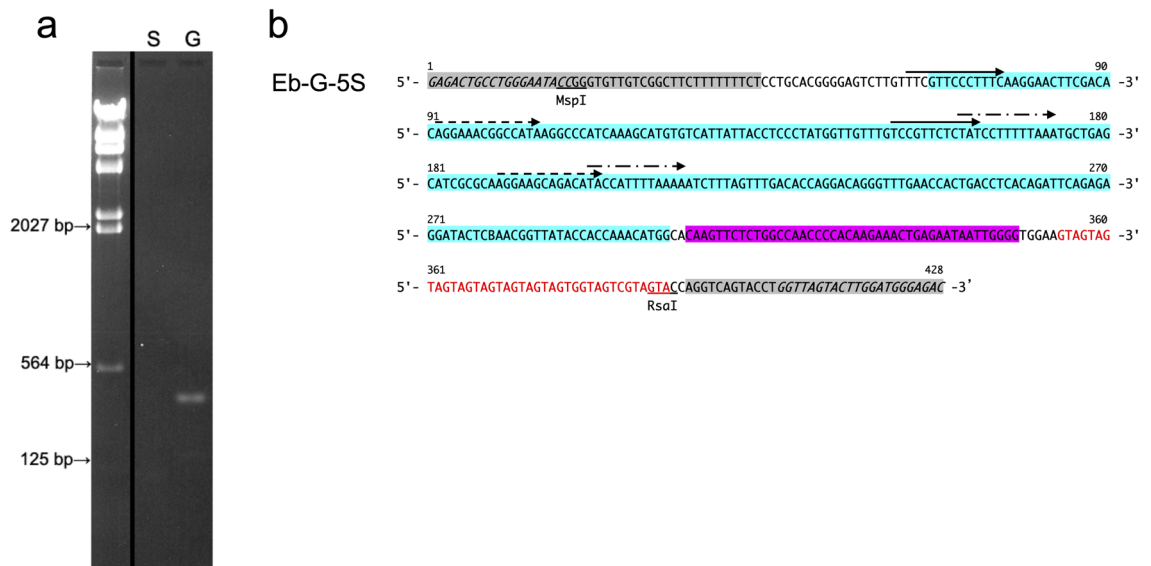 a
S G
2027 bp→
564 bp→
125 bp→
b
Eb-G-5S
1 90
5'- GAGACTGCCTGGGAATACCGGGTGTTGTCGGCTTCTTTTTTTCTCCTGCACGGGGAGTCTTGTTTCGTTCCCTTTCAAGGAACTTCGACA -3'
MspI
91 180
5'- CAGGAAACGGCCATAAGGCCCATCAAAGCATGTGTCATTATTACCTCCCTATGGTTGTTTGTCCGTTCTCTATCCTTTTTAAATGCTGAG -3'
181 270
5'- CATCGCGCAAGGAAGCAGACATACCATTTTAAAAATCTTTAGTTTGACACCAGGACAGGGTTTGAACCACTGACCTCACAGATTCAGAGA -3'
271 360
5'- GGATACTCBAACGGTTATACCACCAAACATGGCACAAGTTCTCTGGCCAACCCCACAAGAAACTGAGAATAATTGGGGTGGAAGTAGTAG -3'
361 428
5'- TAGTAGTAGTAGTAGTAGTGGTAGTCGTAGTACCAGGTCAGTACCTGGTTAGTACTTGGATGGGAGAC -3’
RsaI